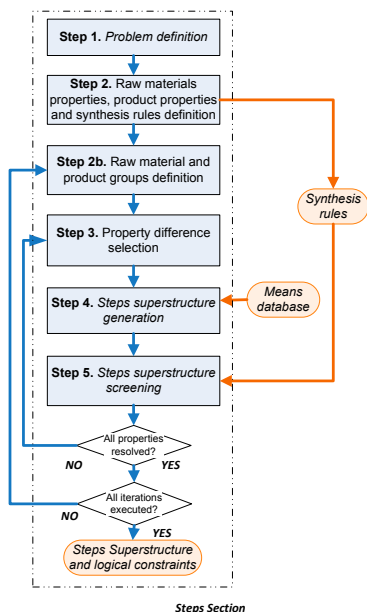 Step 1. Problem definition
Step 2. Raw materials
properties, product properties
and synthesis rules definition
Step 2b. Raw material and
product groups definition
Synthesis
rules
Step 3. Property difference
selection
Step 4. Steps superstructure
generation
Means
database
Step 5. Steps superstructure
screening
All properties
resolved?
NO
YES
All iterations
executed?
NO
YES
Steps Superstructure
and logical constraints
Steps Section